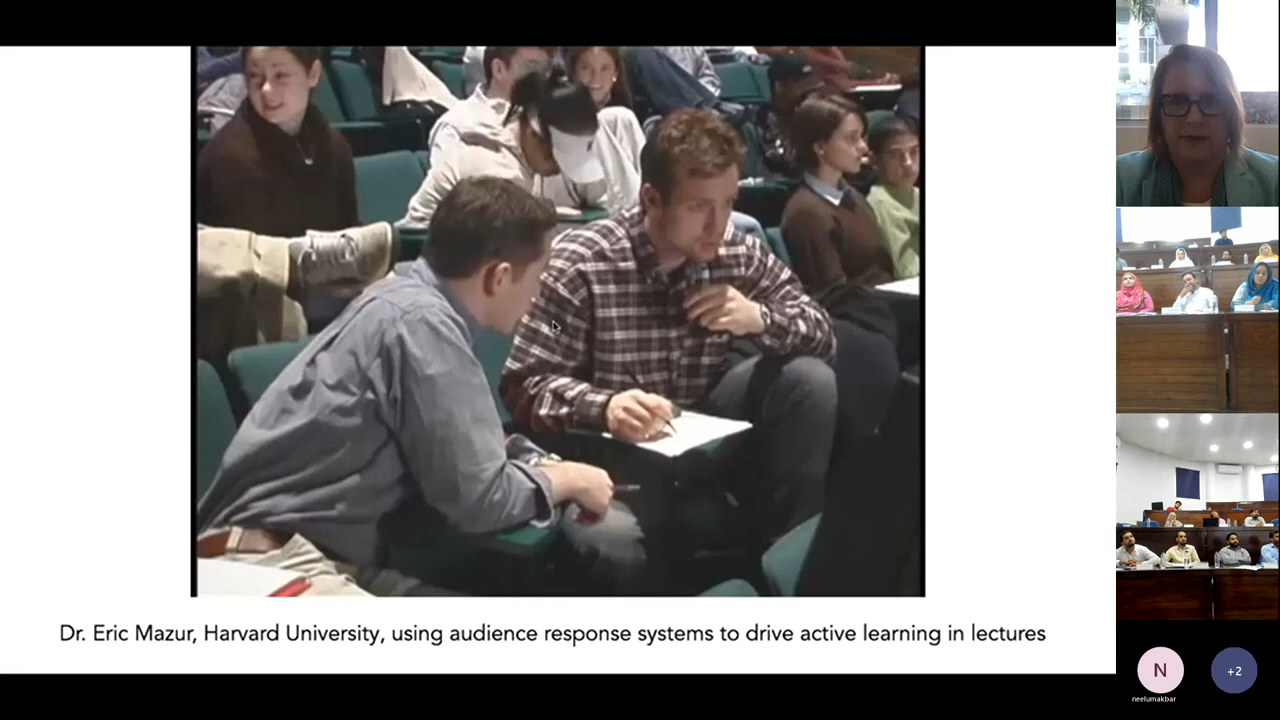 Dr. Eric Mazur, Harvard University, using audience response systems to drive active learning in lectures
N
+2
neelumakbar